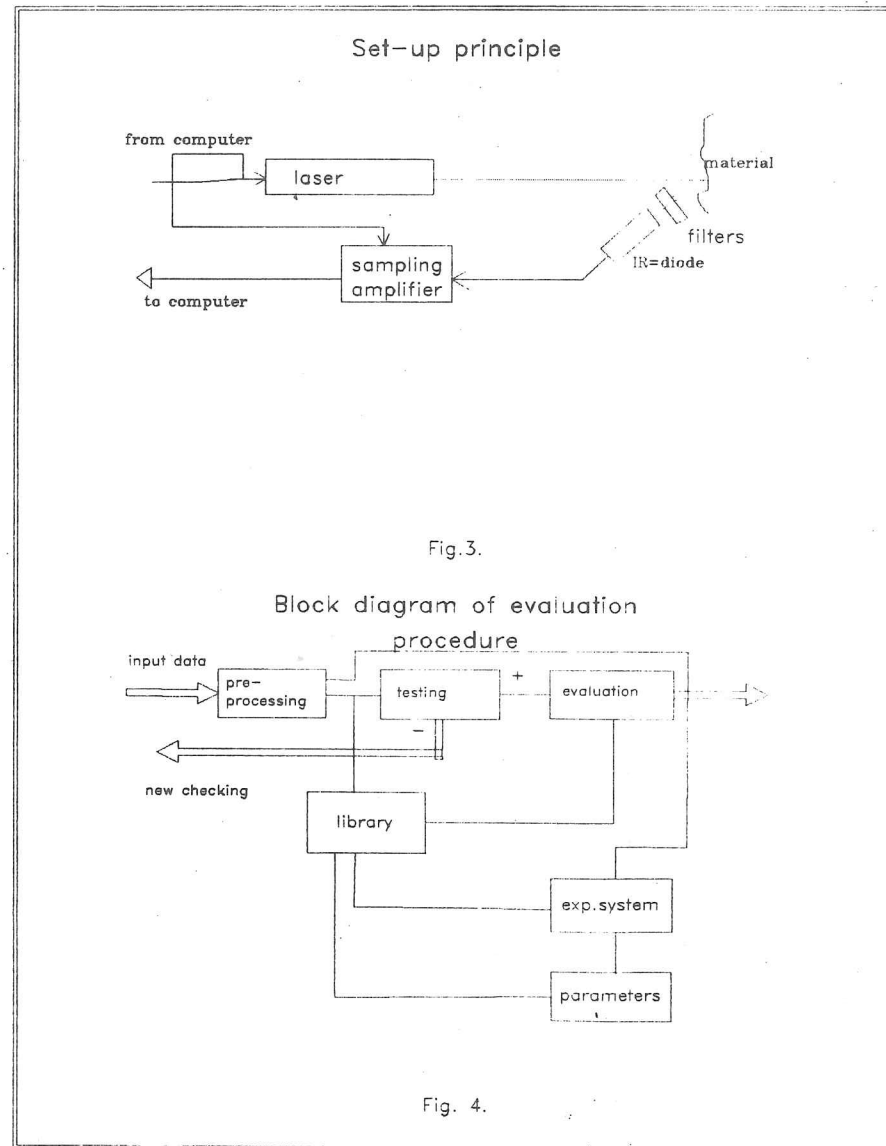 Set-up principle
from computer
laser
material
filters
IR=diode
sampling
amplifier
to computer
Fig.3.
Block diagram of evaluation
procedure
input data
pre-
processing
testing
+
evaluation
-
new checking
library
exp.system
parameters
Fig. 4.